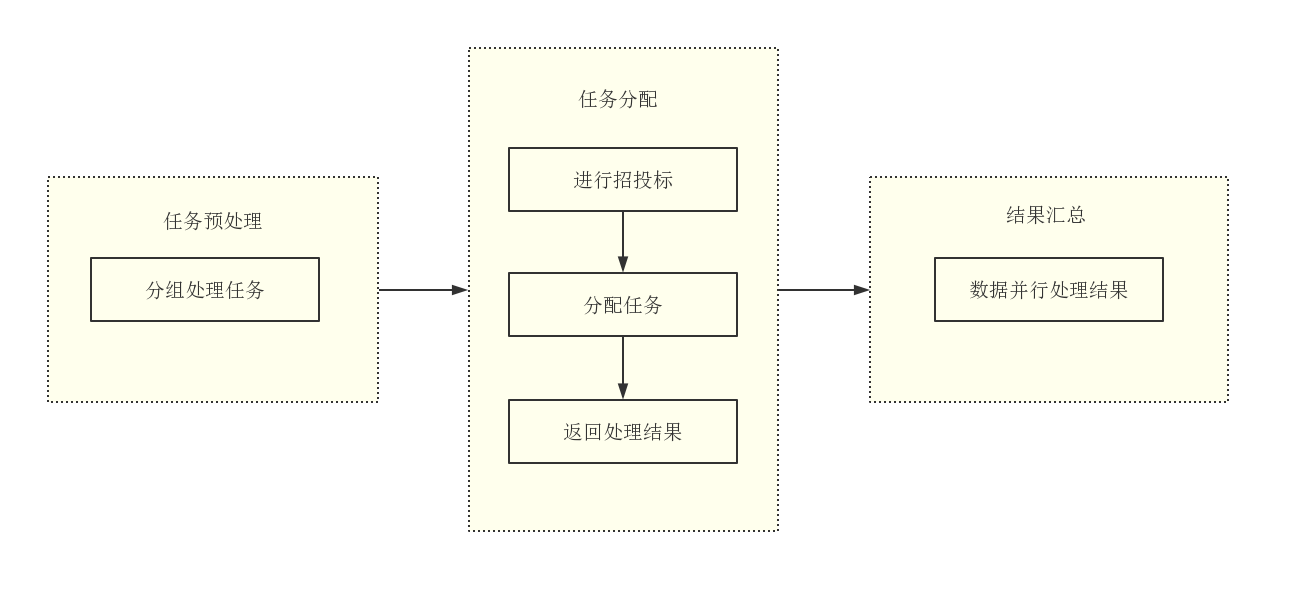 任务预处理
分组处理任务
任务分配
进行招投标
分配任务
返回处理结果
结果汇总
数据并行处理结果